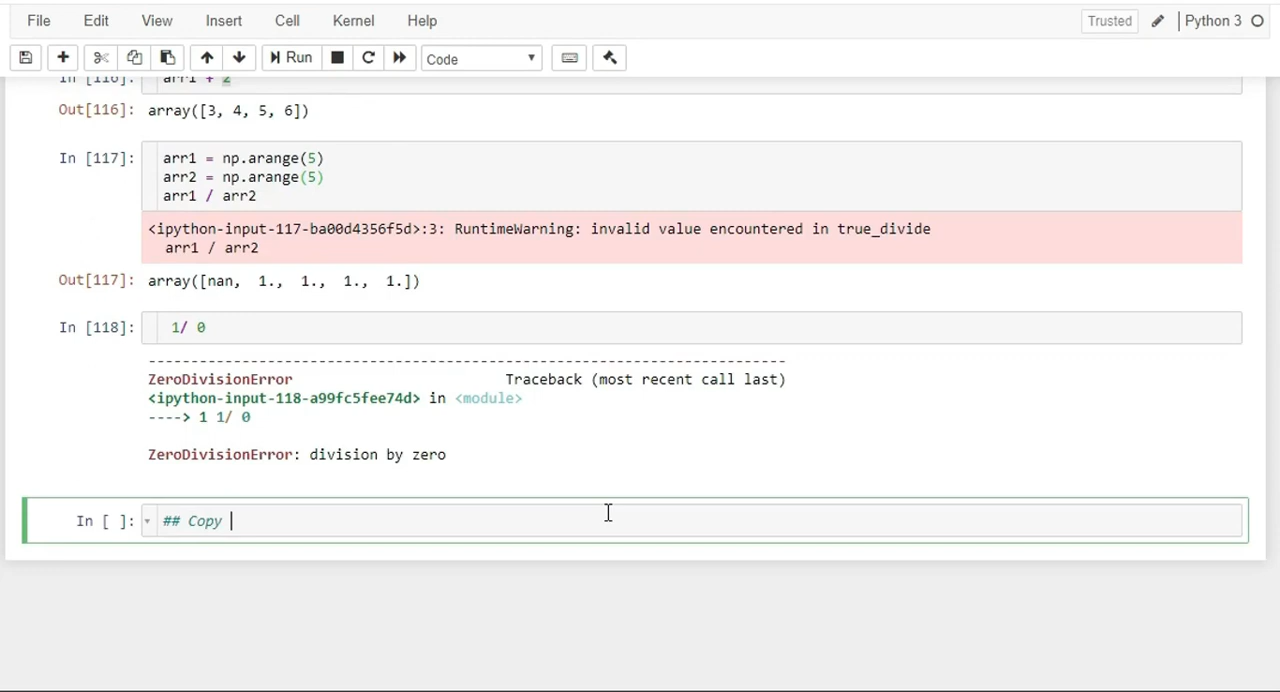 File Edit View Insert Cell Kernel Help Trusted Python 3
Run Code
In [116]: arr1 + 2
Out[116]: array([3, 4, 5, 6])
In [117]: arr1 = np.arange(5)
arr2 = np.arange(5)
arr1 / arr2
<ipython-input-117-ba00d4356f5d>:3: RuntimeWarning: invalid value encountered in true_divide
arr1 / arr2
Out[117]: array([nan, 1., 1., 1., 1.])
In [118]: 1/ 0
---------------------------------------------------------------------------
ZeroDivisionError Traceback (most recent call last)
<ipython-input-118-a99fc5fee74d> in <module>
----> 1 1/ 0
ZeroDivisionError: division by zero
In [ ]: ## Copy